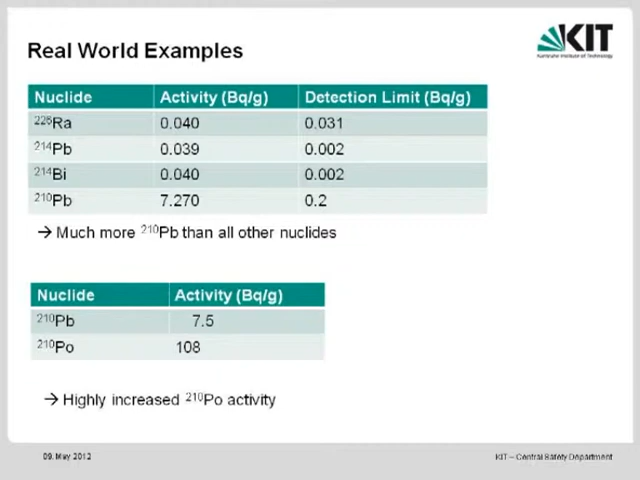 Real World Examples
KIT
Karlsruhe Institute of Technology
Nuclide Activity (Bq/g) Detection Limit (Bq/g)
²²⁶Ra 0.040 0.031
²¹⁴Pb 0.039 0.002
²¹⁴Bi 0.040 0.002
²¹⁰Pb 7.270 0.2
→ Much more ²¹⁰Pb than all other nuclides
Nuclide Activity (Bq/g)
²¹⁰Pb 7.5
²¹⁰Po 108
→ Highly increased ²¹⁰Po activity
09. May 2012 KIT – Central Safety Department